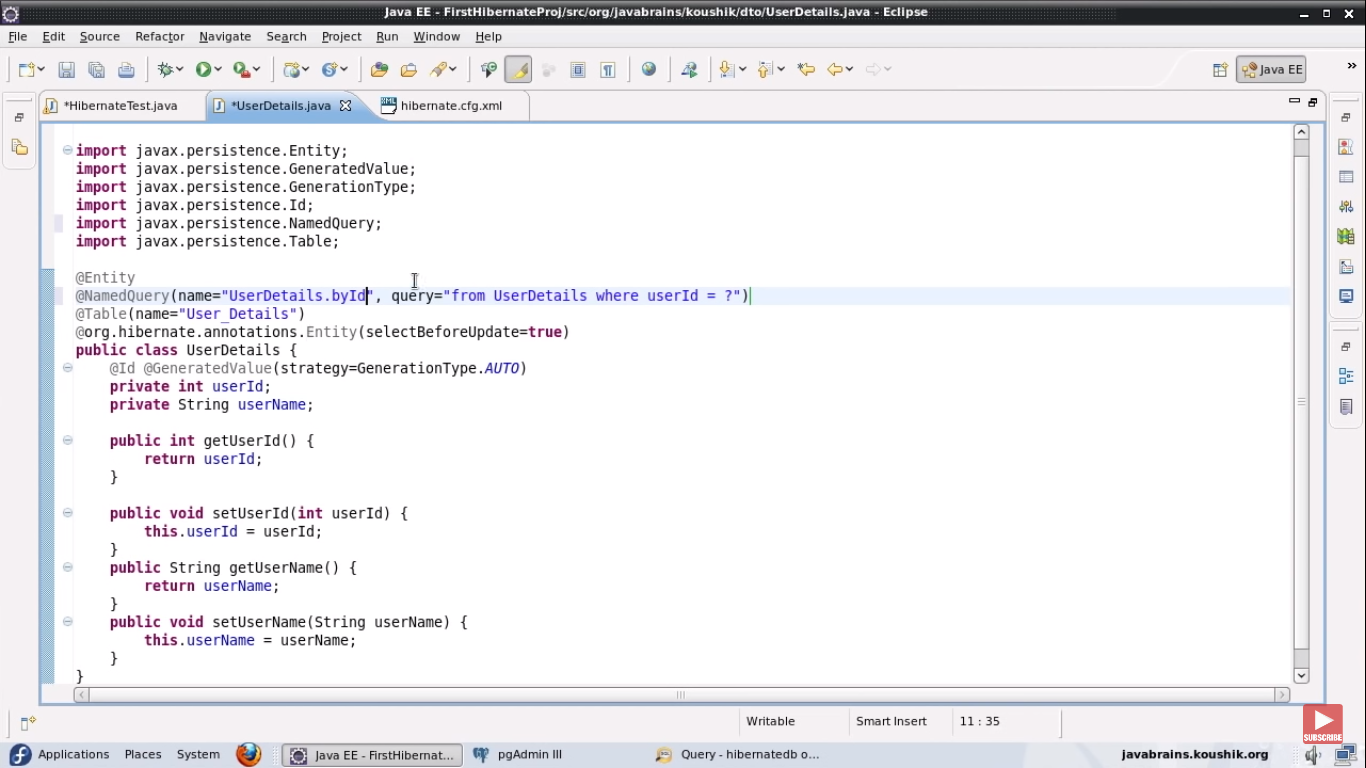 Java EE - FirstHibernateProj/src/org/javabrains/koushik/dto/UserDetails.java - Eclipse
File Edit Source Refactor Navigate Search Project Run Window Help
Java EE
*HibernateTest.java *UserDetails.java hibernate.cfg.xml
import javax.persistence.Entity;
import javax.persistence.GeneratedValue;
import javax.persistence.GenerationType;
import javax.persistence.Id;
import javax.persistence.NamedQuery;
import javax.persistence.Table;
@Entity
@NamedQuery(name="UserDetails.byId", query="from UserDetails where userId = ?")
@Table(name="User_Details")
@org.hibernate.annotations.Entity(selectBeforeUpdate=true)
public class UserDetails {
@Id @GeneratedValue(strategy=GenerationType.AUTO)
private int userId;
private String userName;
public int getUserId() {
return userId;
}
public void setUserId(int userId) {
this.userId = userId;
}
public String getUserName() {
return userName;
}
public void setUserName(String userName) {
this.userName = userName;
}
}
Writable Smart Insert 11 : 35
SUBSCRIBE
Applications Places System Java EE - FirstHibernat... pgAdmin III Query - hibernatedb o... javabrains.koushik.org